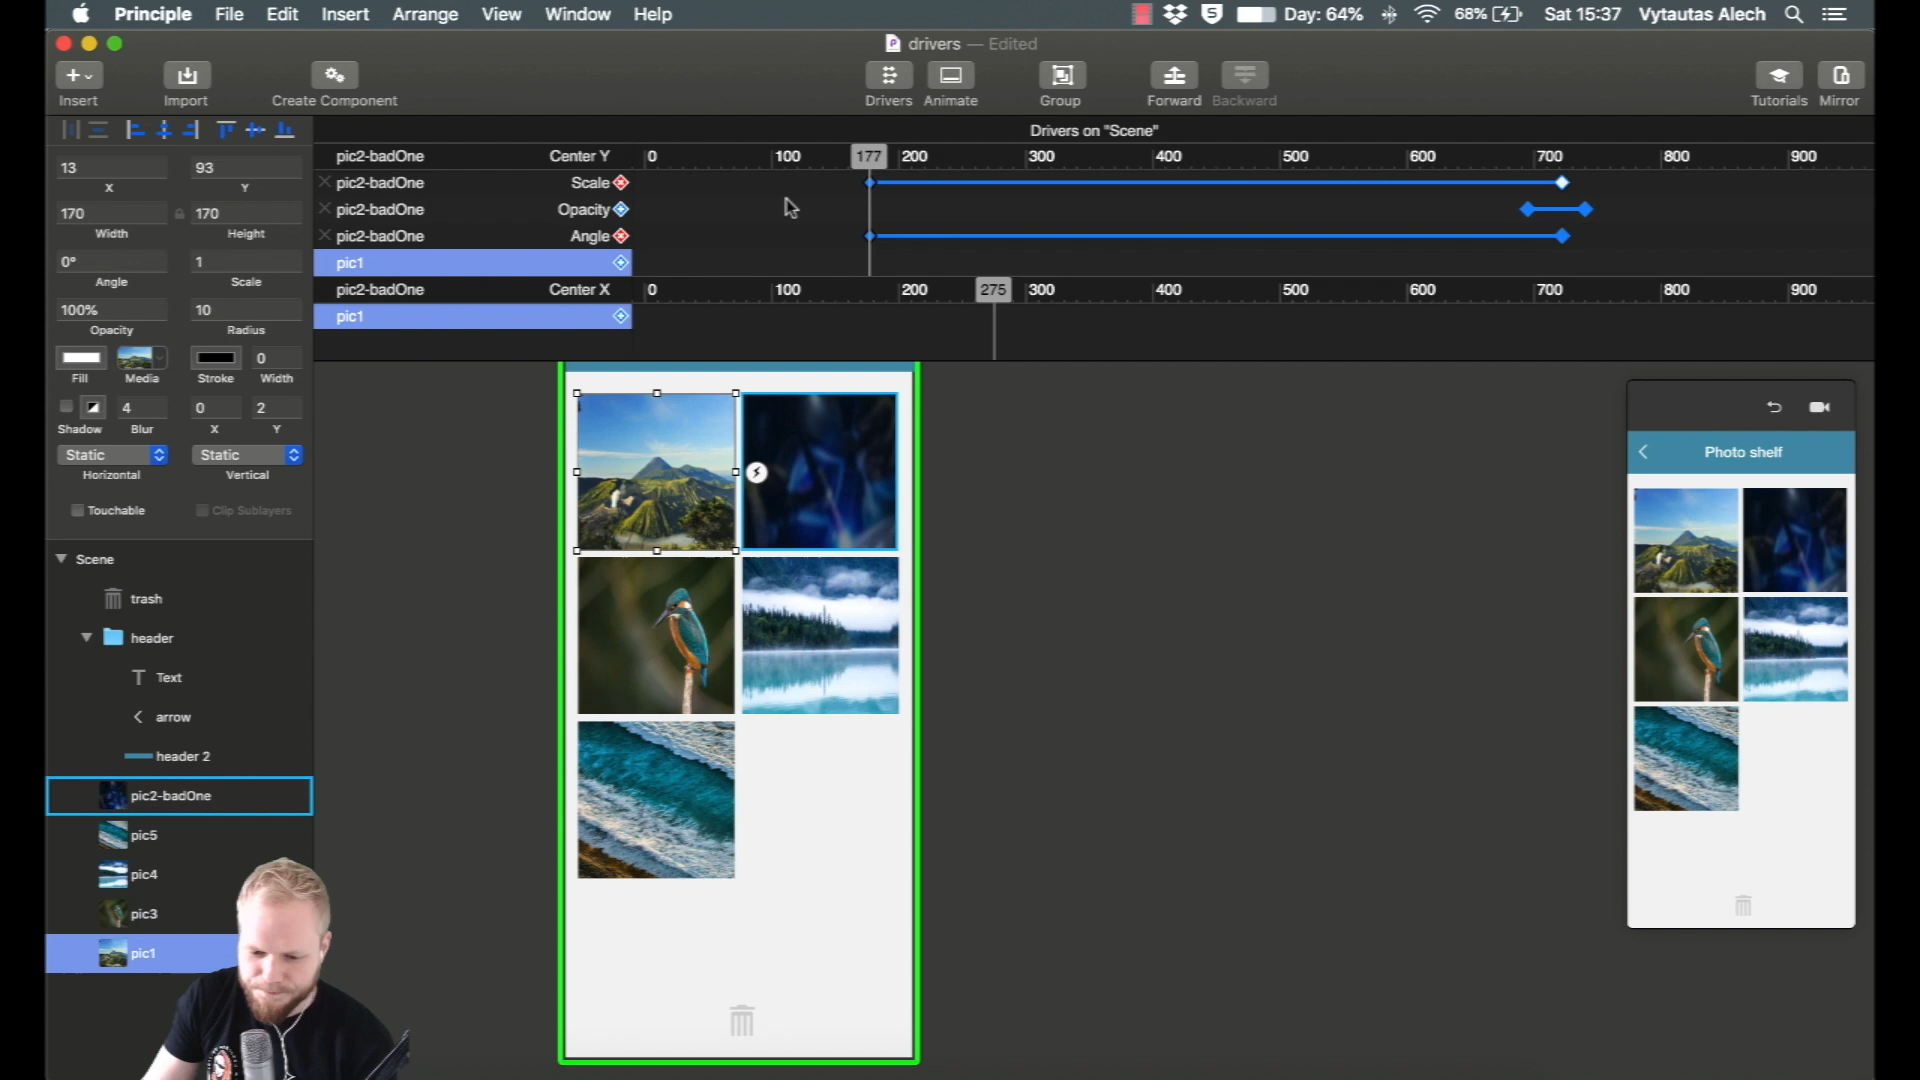 Principle File Edit Insert Arrange View Window Help
S Day: 64% 68% Sat 15:37 Vytautas Alech
drivers — Edited
Insert Import Create Component Drivers Animate Group Forward Backward Tutorials Mirror
Drivers on "Scene"
pic2-badOne Center Y 0 100 177 200 300 400 500 600 700 800 900
pic2-badOne Scale
pic2-badOne Opacity
pic2-badOne Angle
pic1
pic2-badOne Center X 0 100 200 275 300 400 500 600 700 800 900
pic1
13 93
X Y
170 170
Width Height
0° 1
Angle Scale
100% 10
Opacity Radius
0
Fill Media Stroke Width
4 0 2
Shadow Blur X Y
Static Static
Horizontal Vertical
Touchable Clip Sublayers
Scene
trash
header
T Text
arrow
header 2
pic2-badOne
pic5
pic4
pic3
pic1
Photo shelf